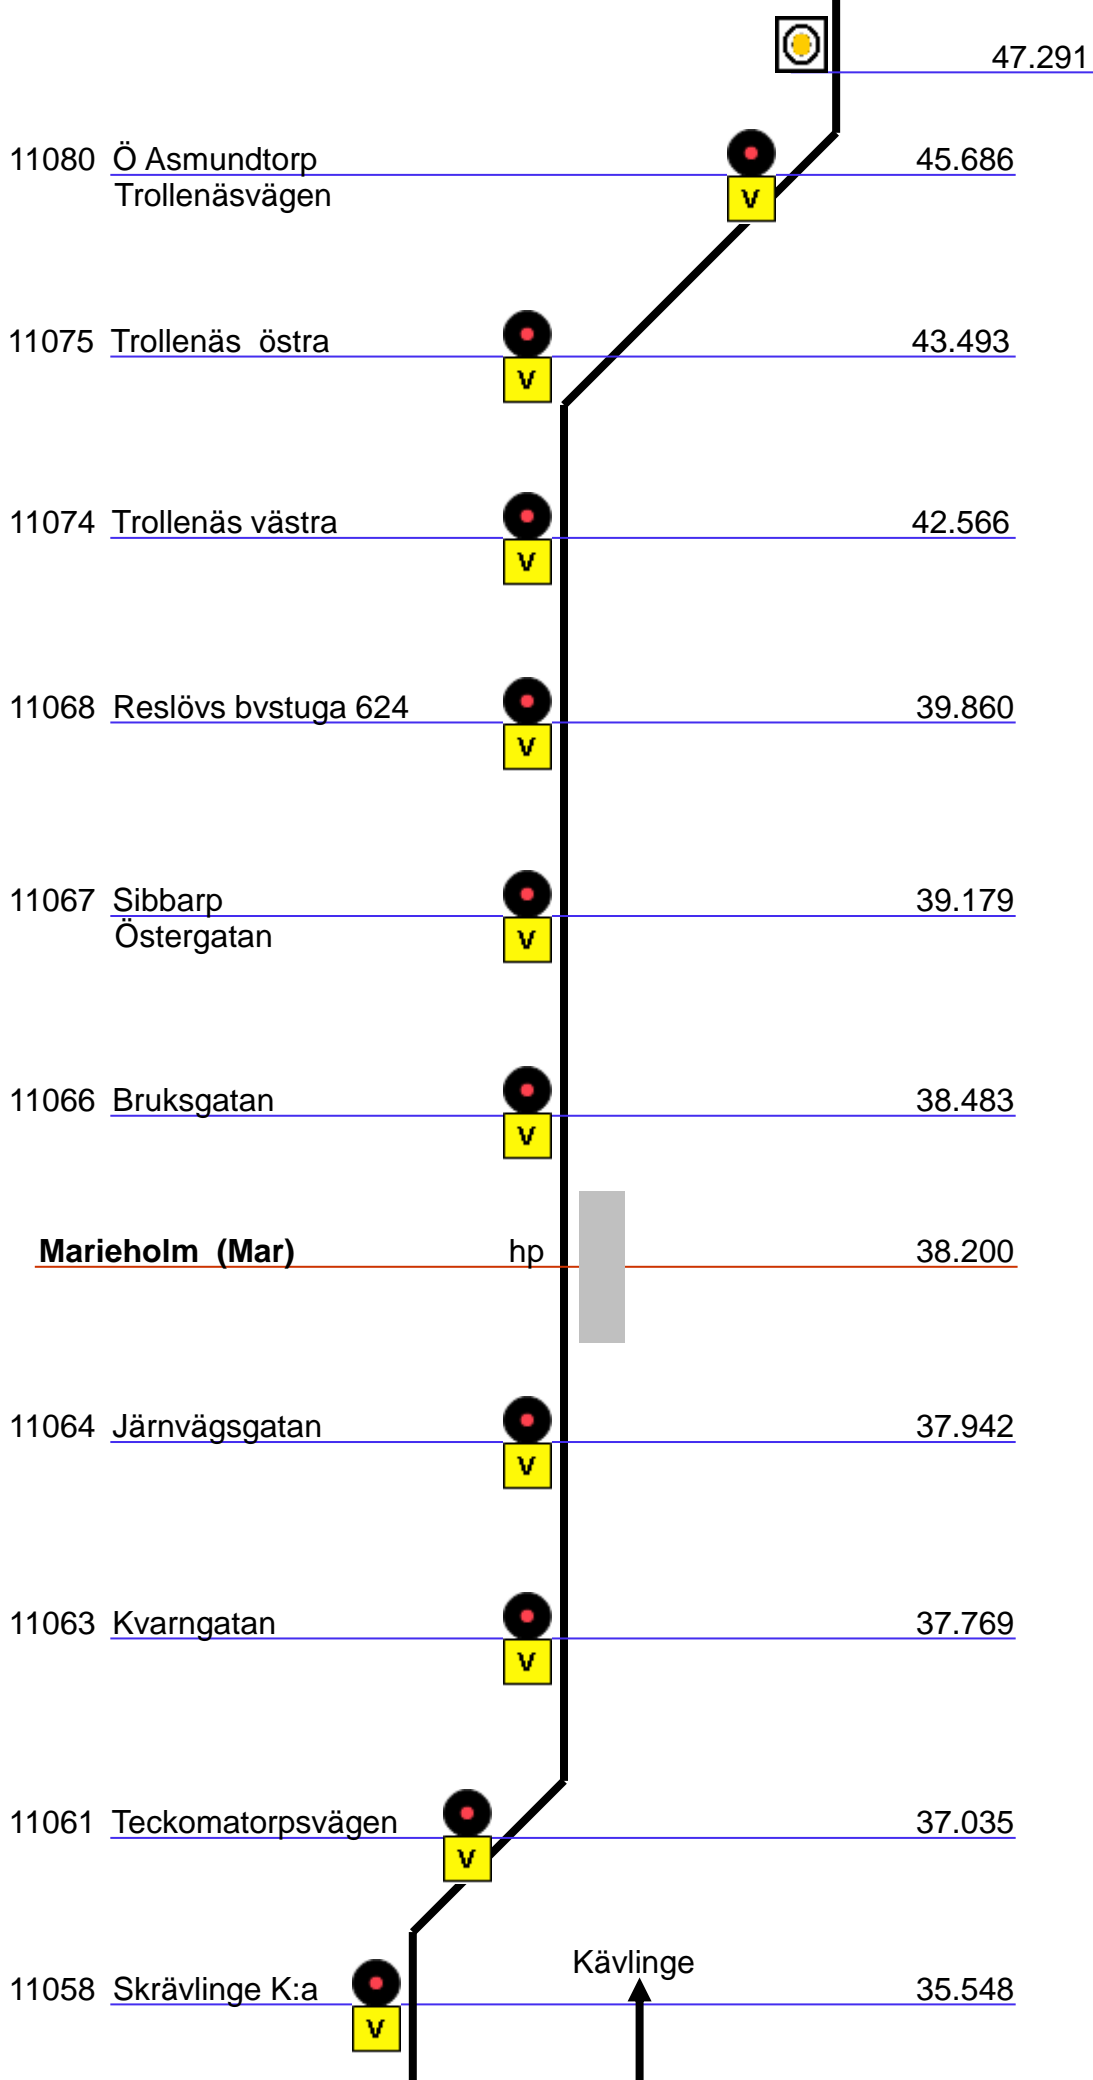 47.291
11080 Ö Asmundtorp 45.686
Trollenäsvägen
V
11075 Trollenäs östra 43.493
V
11074 Trollenäs västra 42.566
V
11068 Reslövs bvstuga 624 39.860
V
11067 Sibbarp 39.179
Östergatan
V
11066 Bruksgatan 38.483
V
Marieholm (Mar) hp 38.200
11064 Järnvägsgatan 37.942
V
11063 Kvarngatan 37.769
V
11061 Teckomatorpsvägen 37.035
V
Kävlinge
11058 Skrävlinge K:a 35.548
V